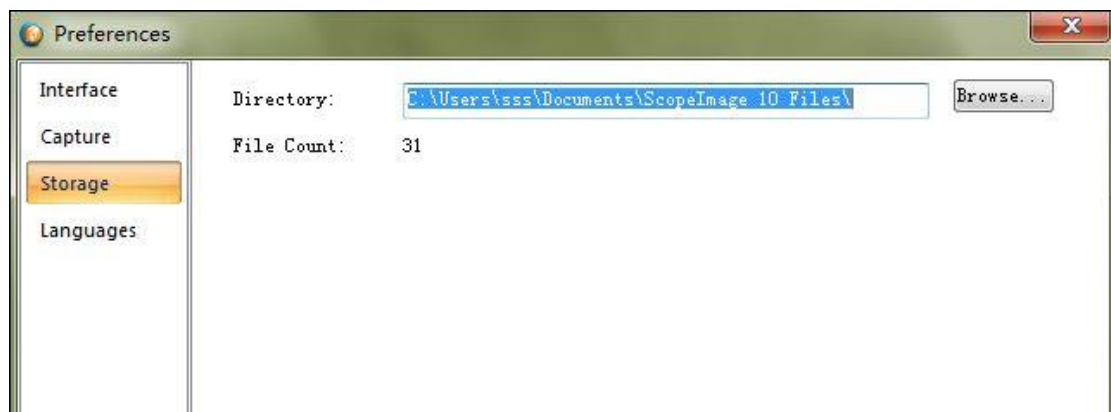 Preferences
X
Interface
Capture
Storage
Languages
Directory: C:\Users\sss\Documents\ScopeImage 10 Files\ Browse...
File Count: 31